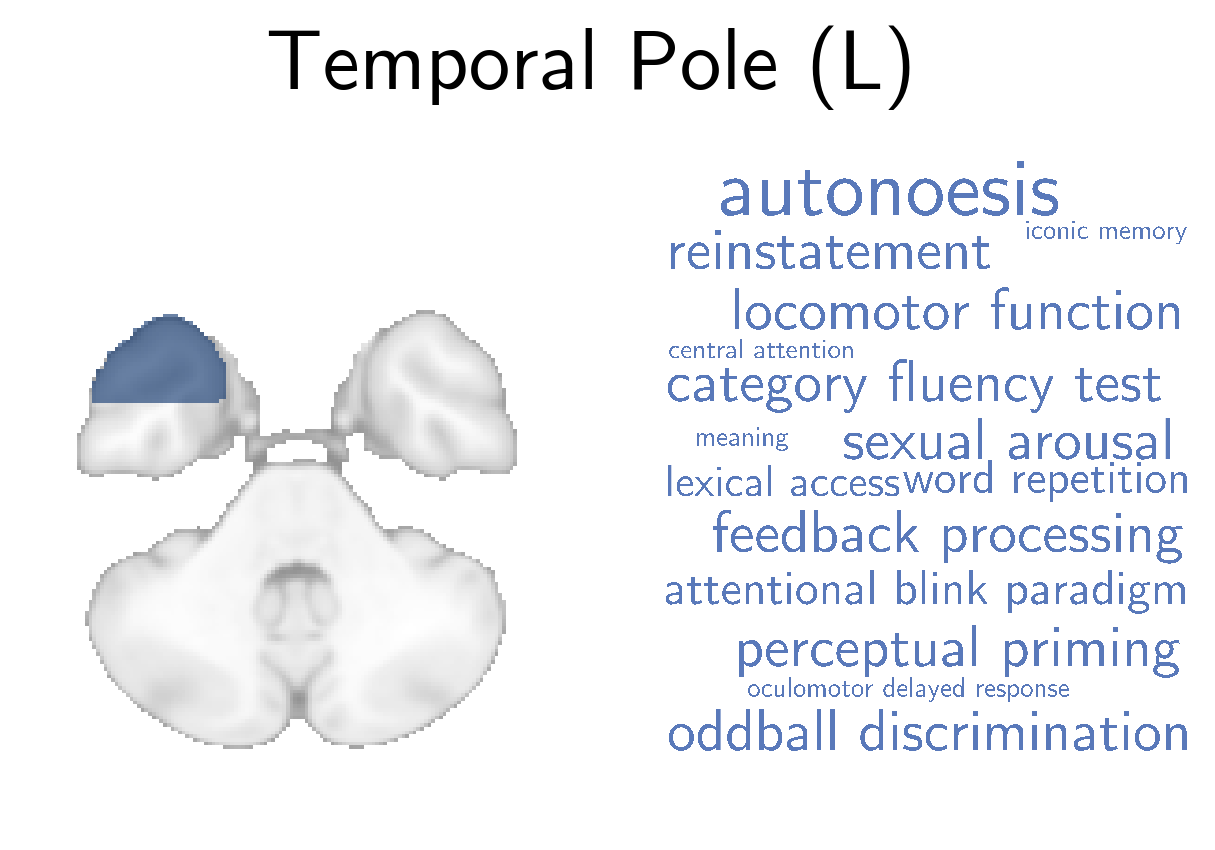 Temporal Pole (L)
autonoesis
iconic memory
reinstatement
locomotor function
central attention
category fluency test
meaning
sexual arousal
lexical access
word repetition
feedback processing
attentional blink paradigm
perceptual priming
oculomotor delayed response
oddball discrimination